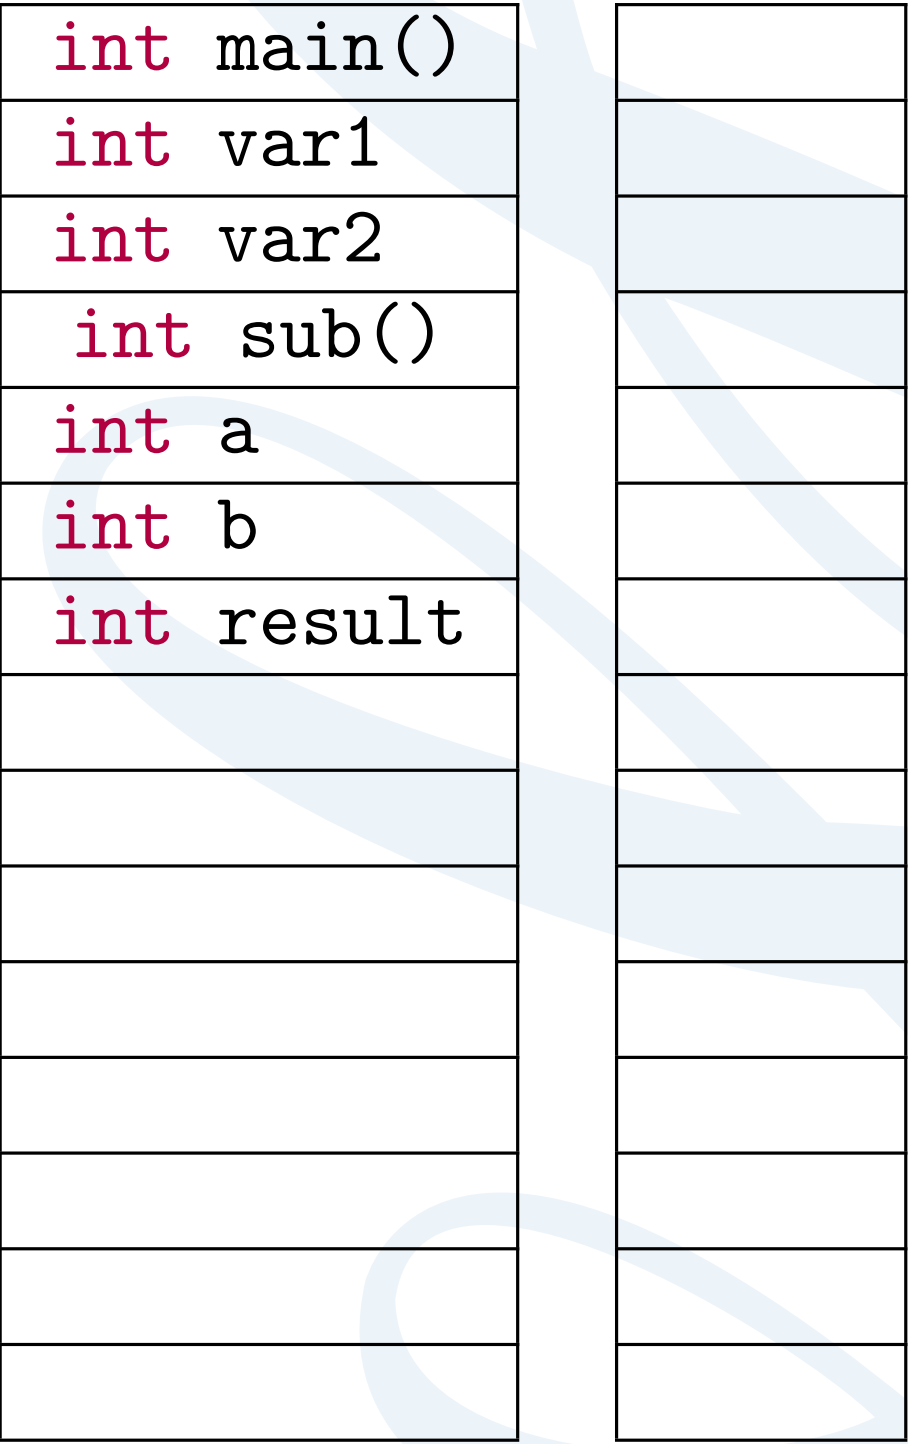 int main()
int var1
int var2
int sub()
int a
int b
int result